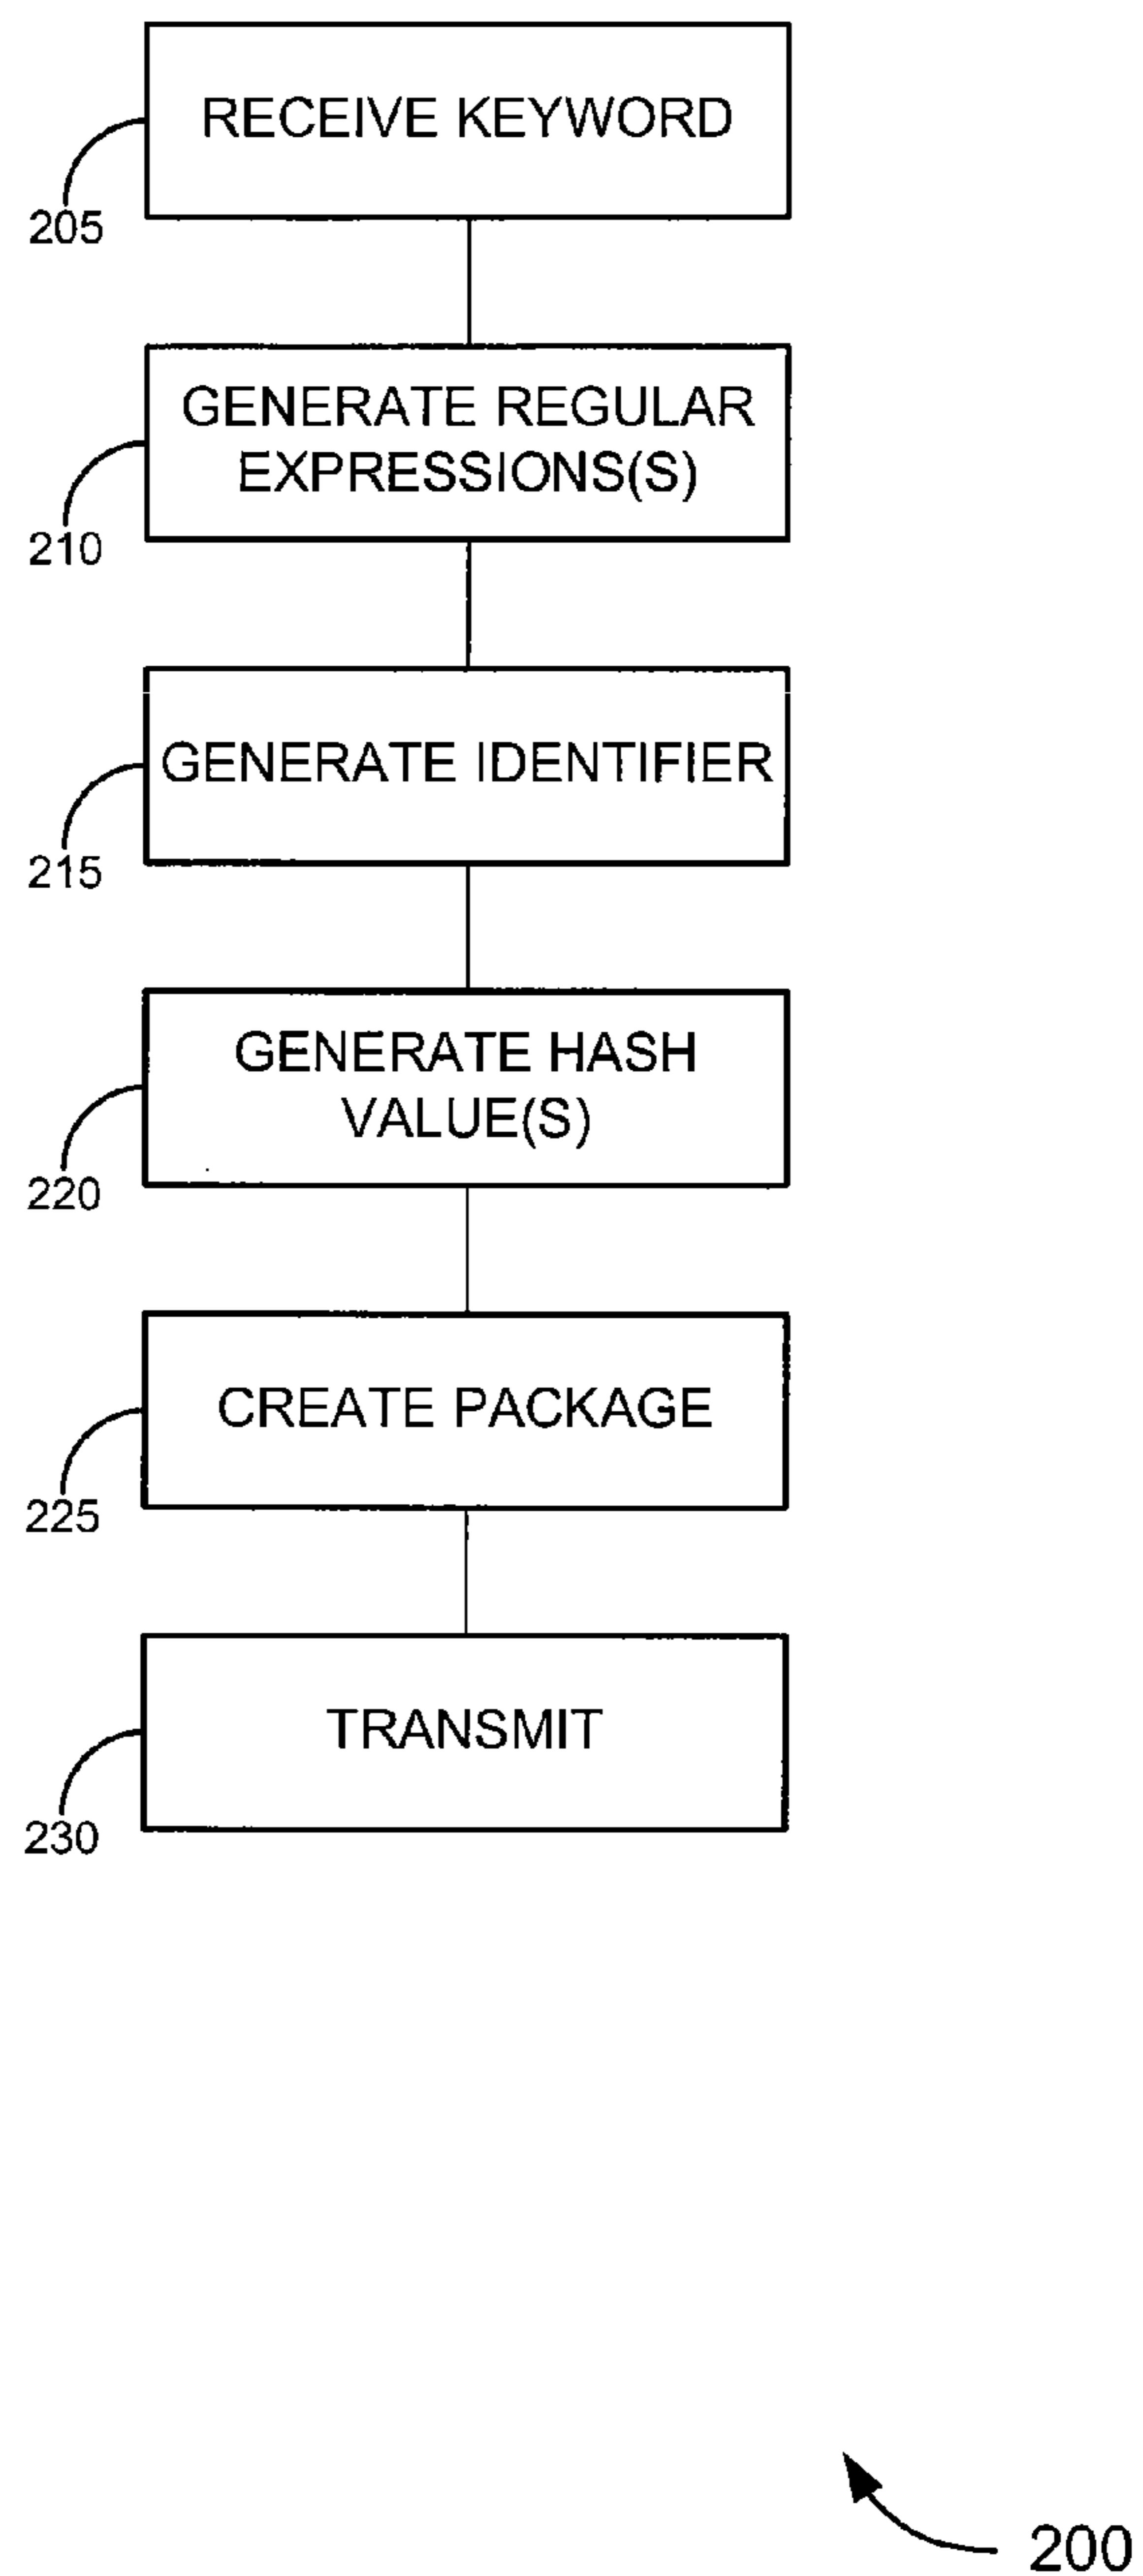 RECEIVE KEYWORD
205
GENERATE REGULAR
EXPRESSIONS(S)
210
GENERATE IDENTIFIER
215
GENERATE HASH
VALUE(S)
220
CREATE PACKAGE
225
TRANSMIT
230
200